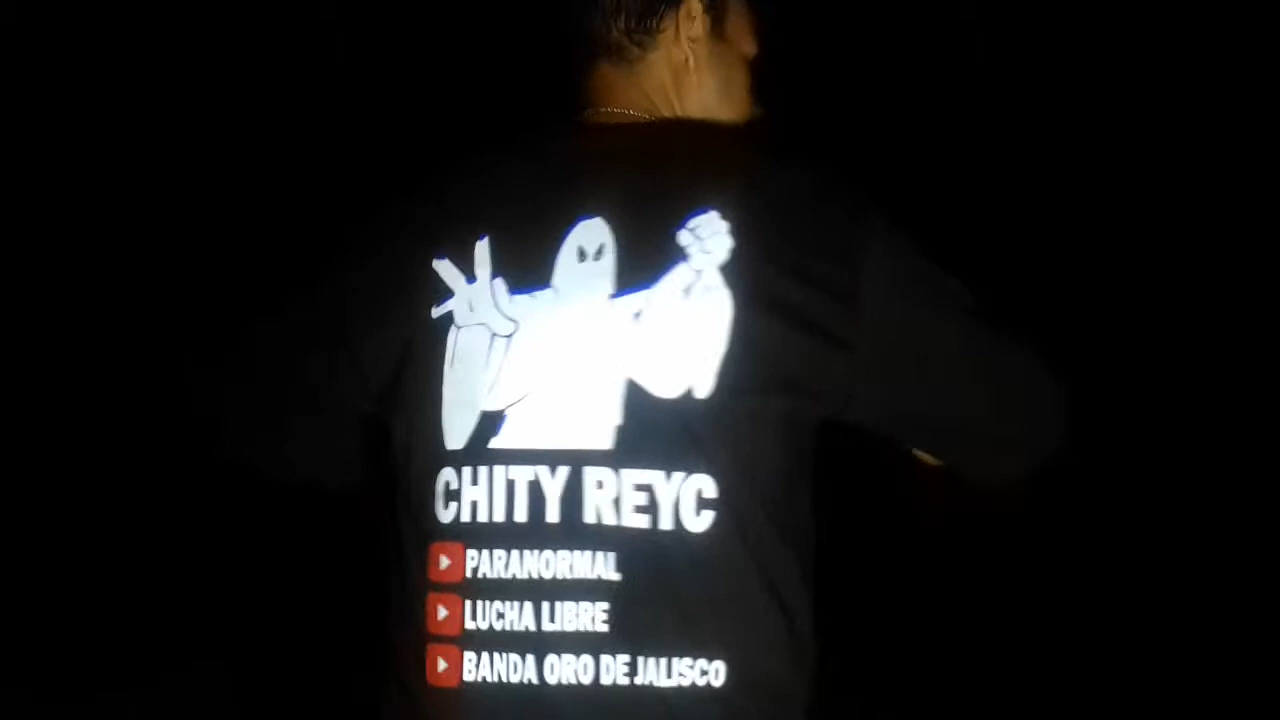 CHITY REYC
PARANORMAL
LUCHA LIBRE
BANDA ORO DE JALISCO